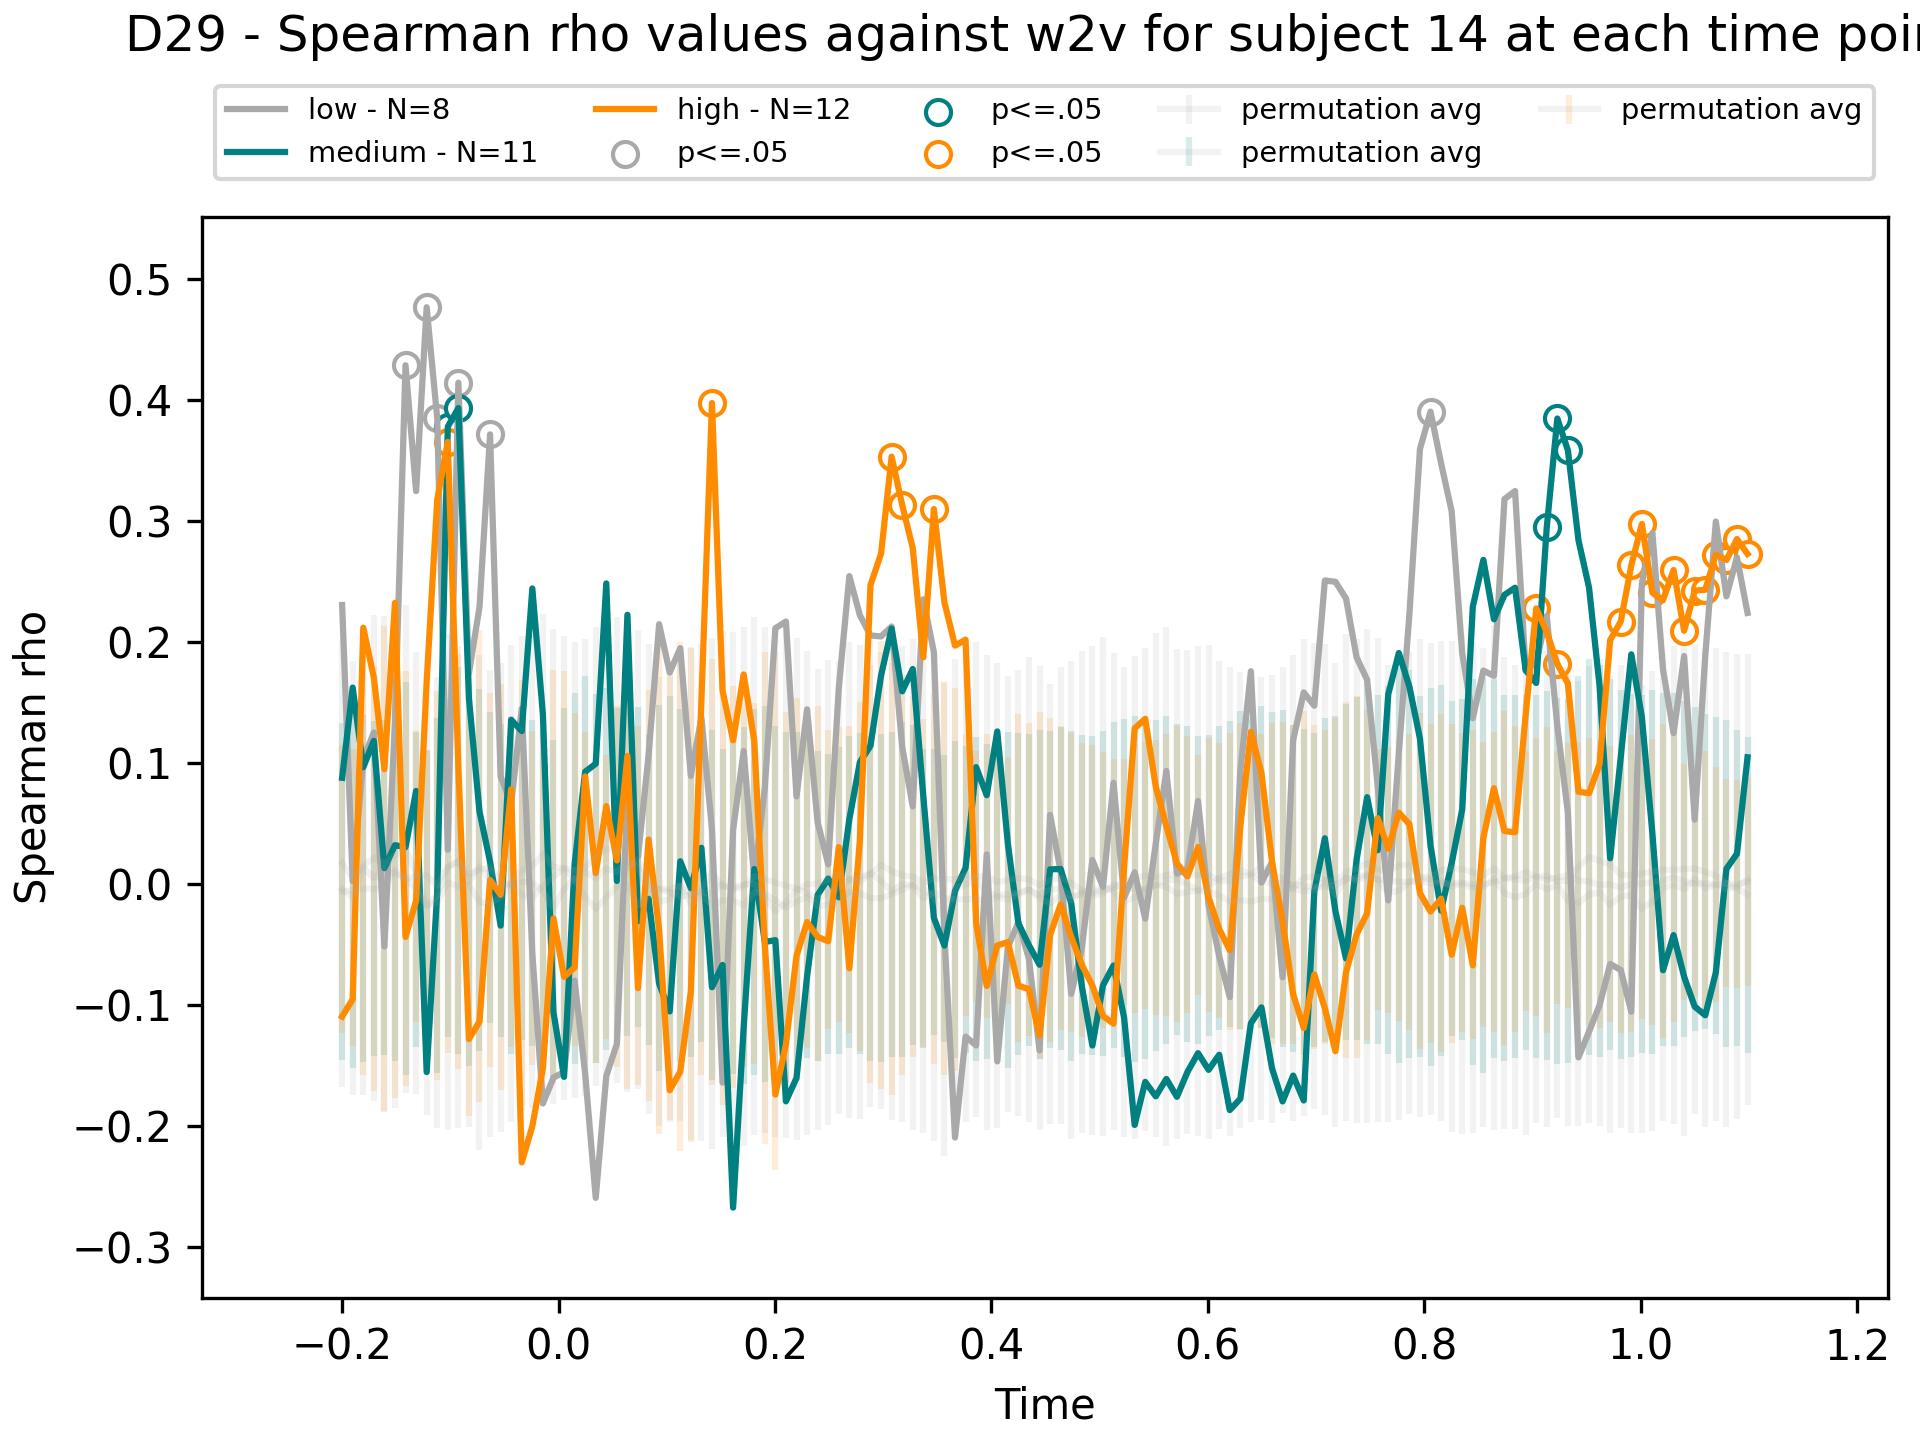 D29 - Spearman rho values against w2v for subject 14 at each time
low - N=8
medium - N=11
high - N=12
p<=.05
p<=.05
p<=.05
permutation avg
permutation avg
permutation avg
Spearman rho
0.5
0.4
0.3
0.2
0.1
0.0
−0.1
−0.2
−0.3
−0.2 0.0 0.2 0.4 0.6 0.8 1.0 1.2
Time